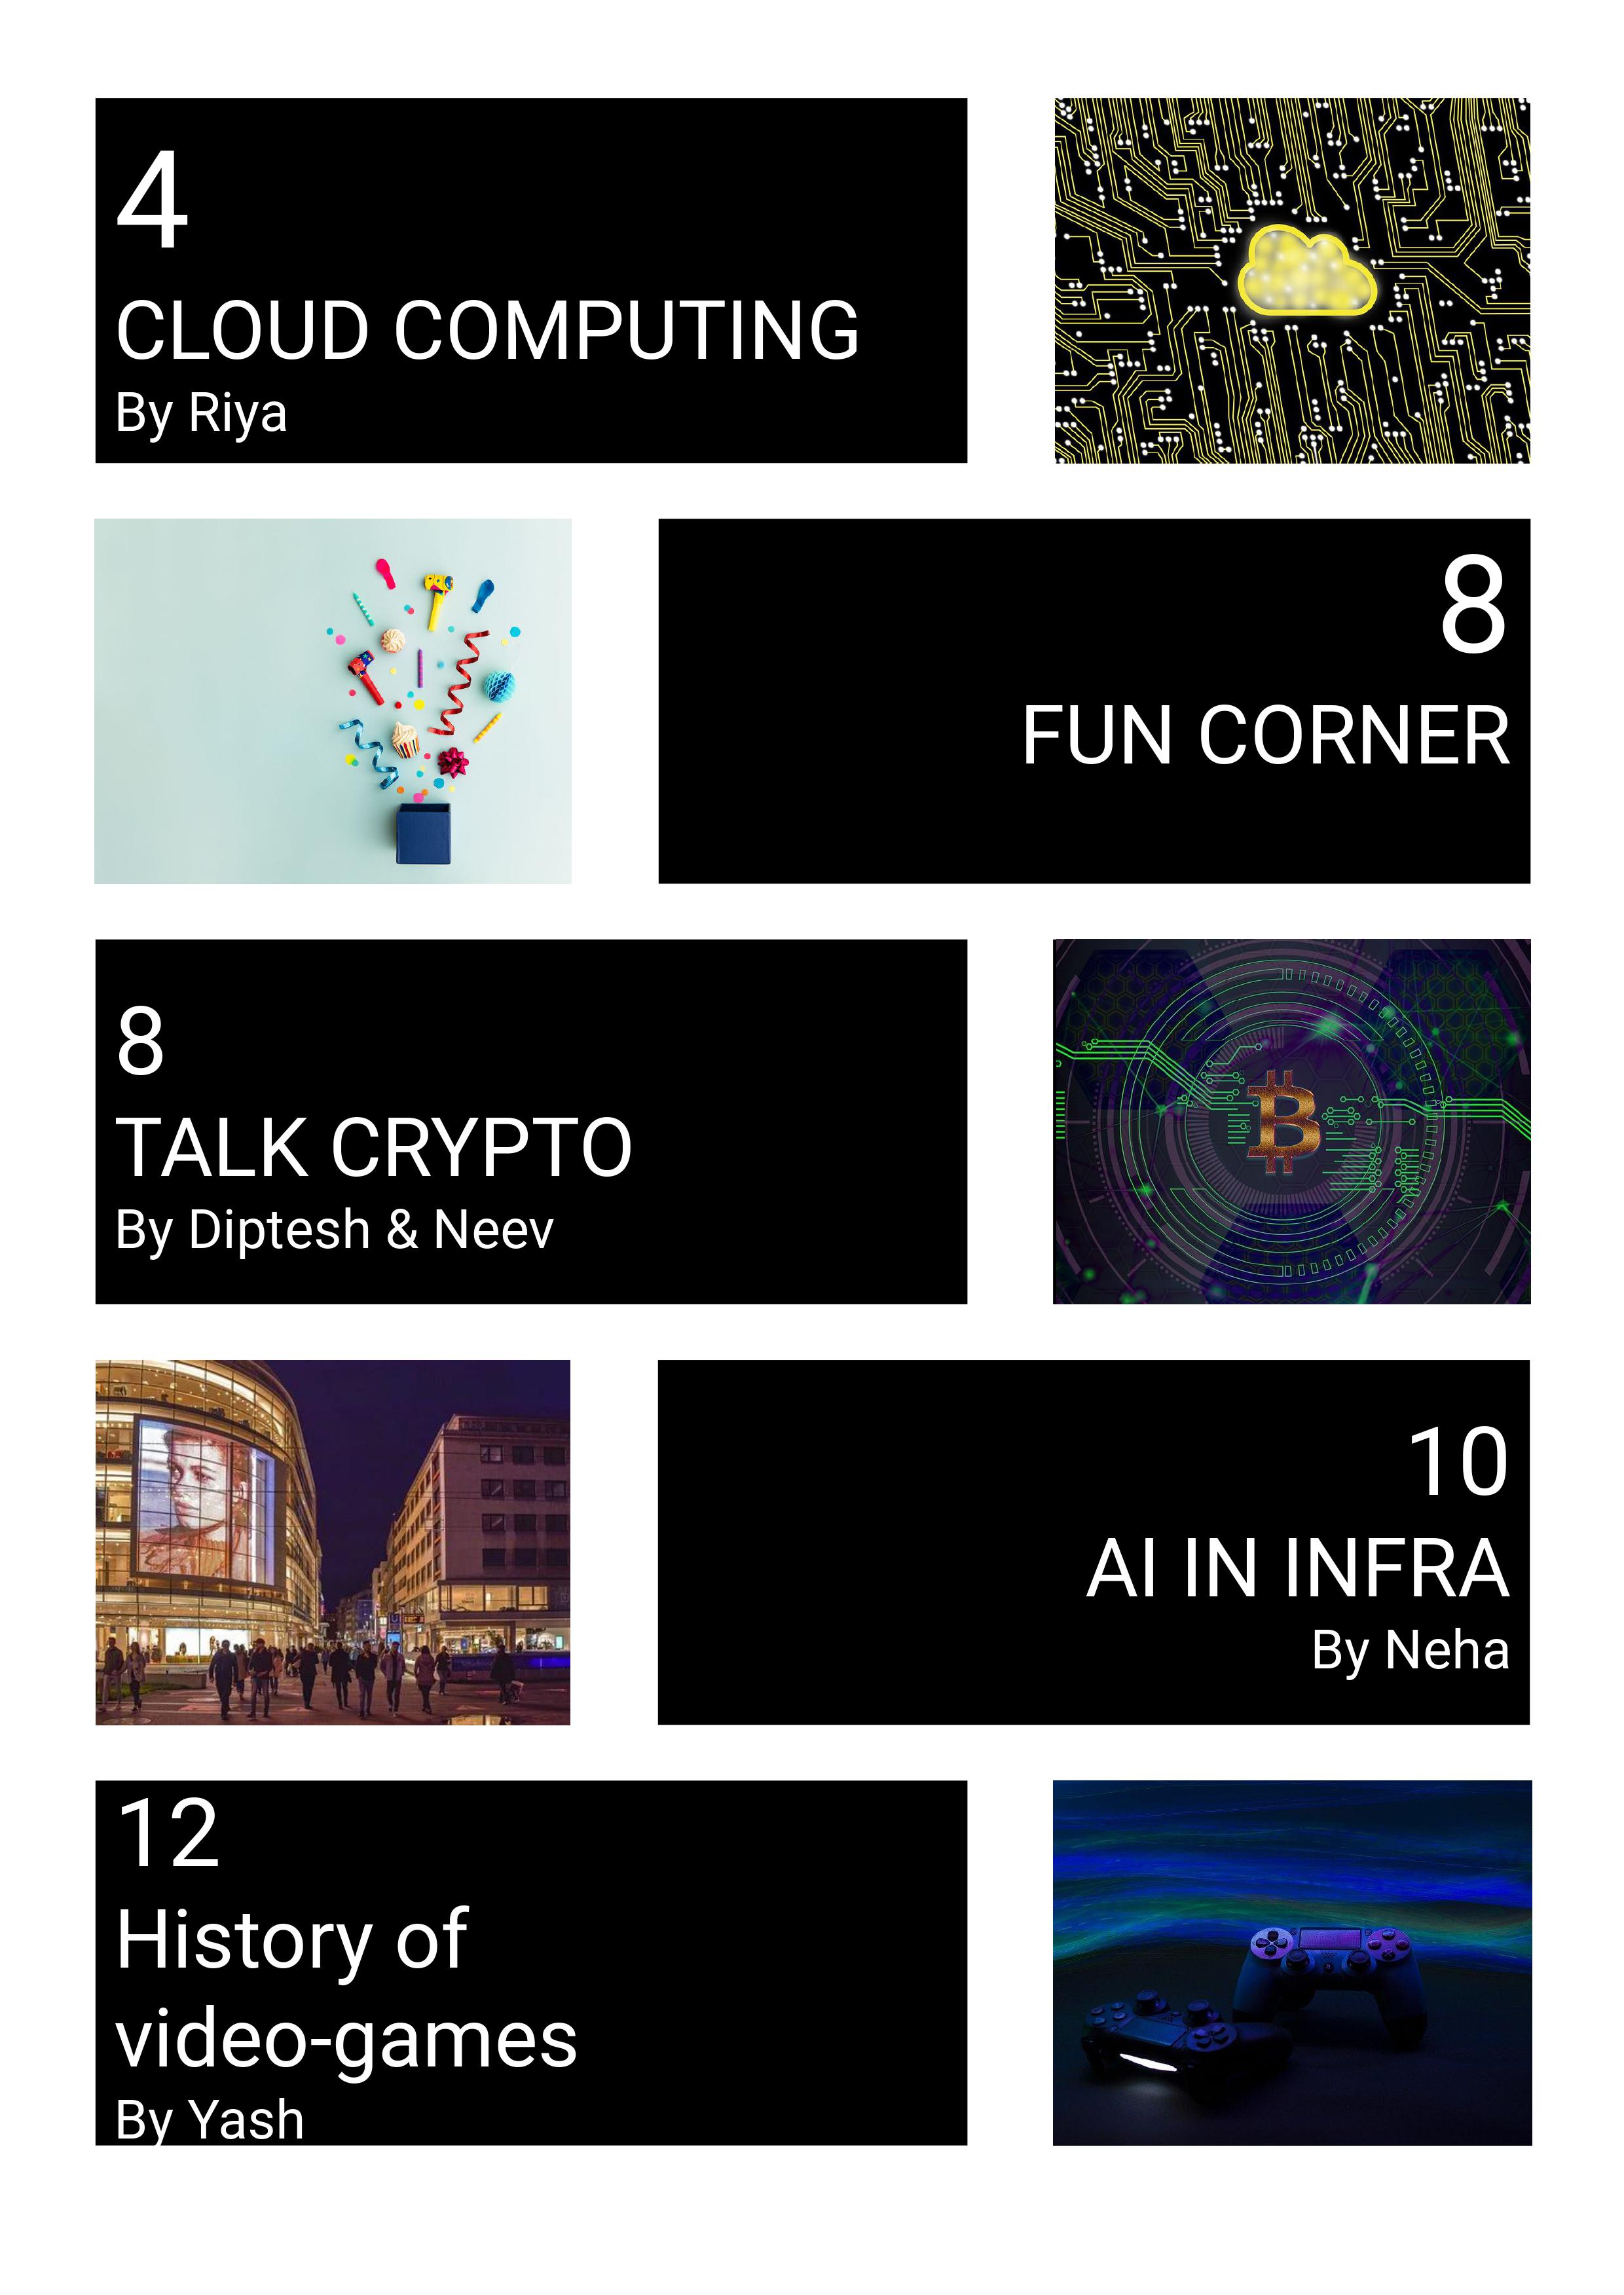 4
CLOUD COMPUTING
By Riya
8
FUN CORNER
8
TALK CRYPTO
By Diptesh & Neev
10
AI IN INFRA
By Neha
12
History of
video-games
By Yash